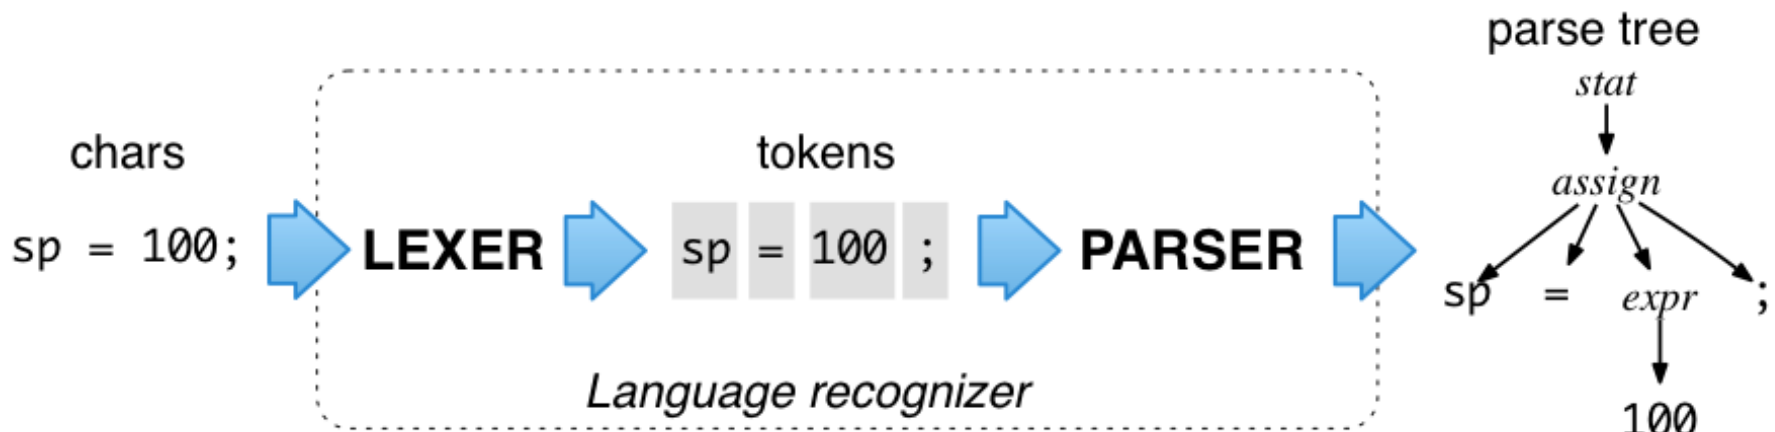 parse tree
stat
chars
tokens
assign
sp = 100;
LEXER
sp = 100 ;
PARSER
sp = expr ;
Language recognizer
100